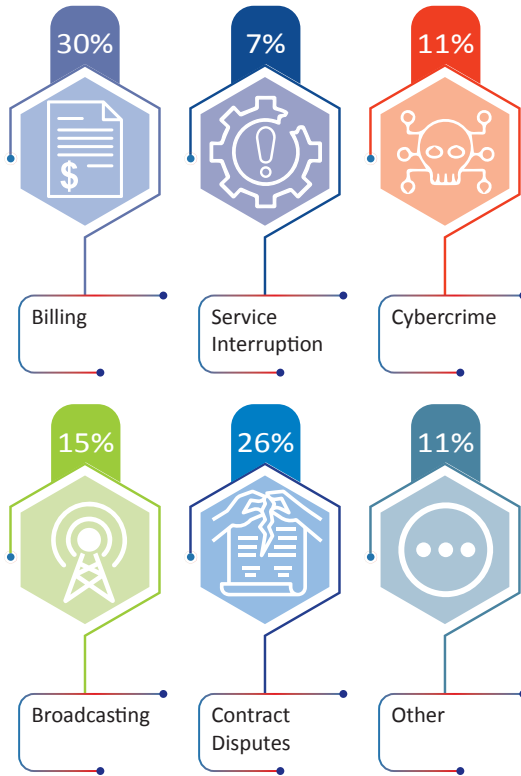 30%
7%
11%
$
!
Billing
Service
Interruption
Cybercrime
15%
26%
11%
Broadcasting
Contract
Disputes
Other